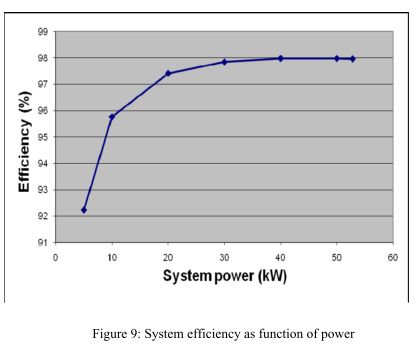 99
98
97
96
95
94
93
92
91
Efficiency (%)
0 10 20 30 40 50 60
System power (kW)
Figure 9: System efficiency as function of power